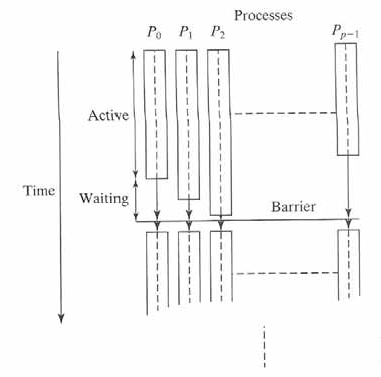 Processes
P₀ P₁ P₂ Pₚ₋₁
Active
Time
Waiting
Barrier